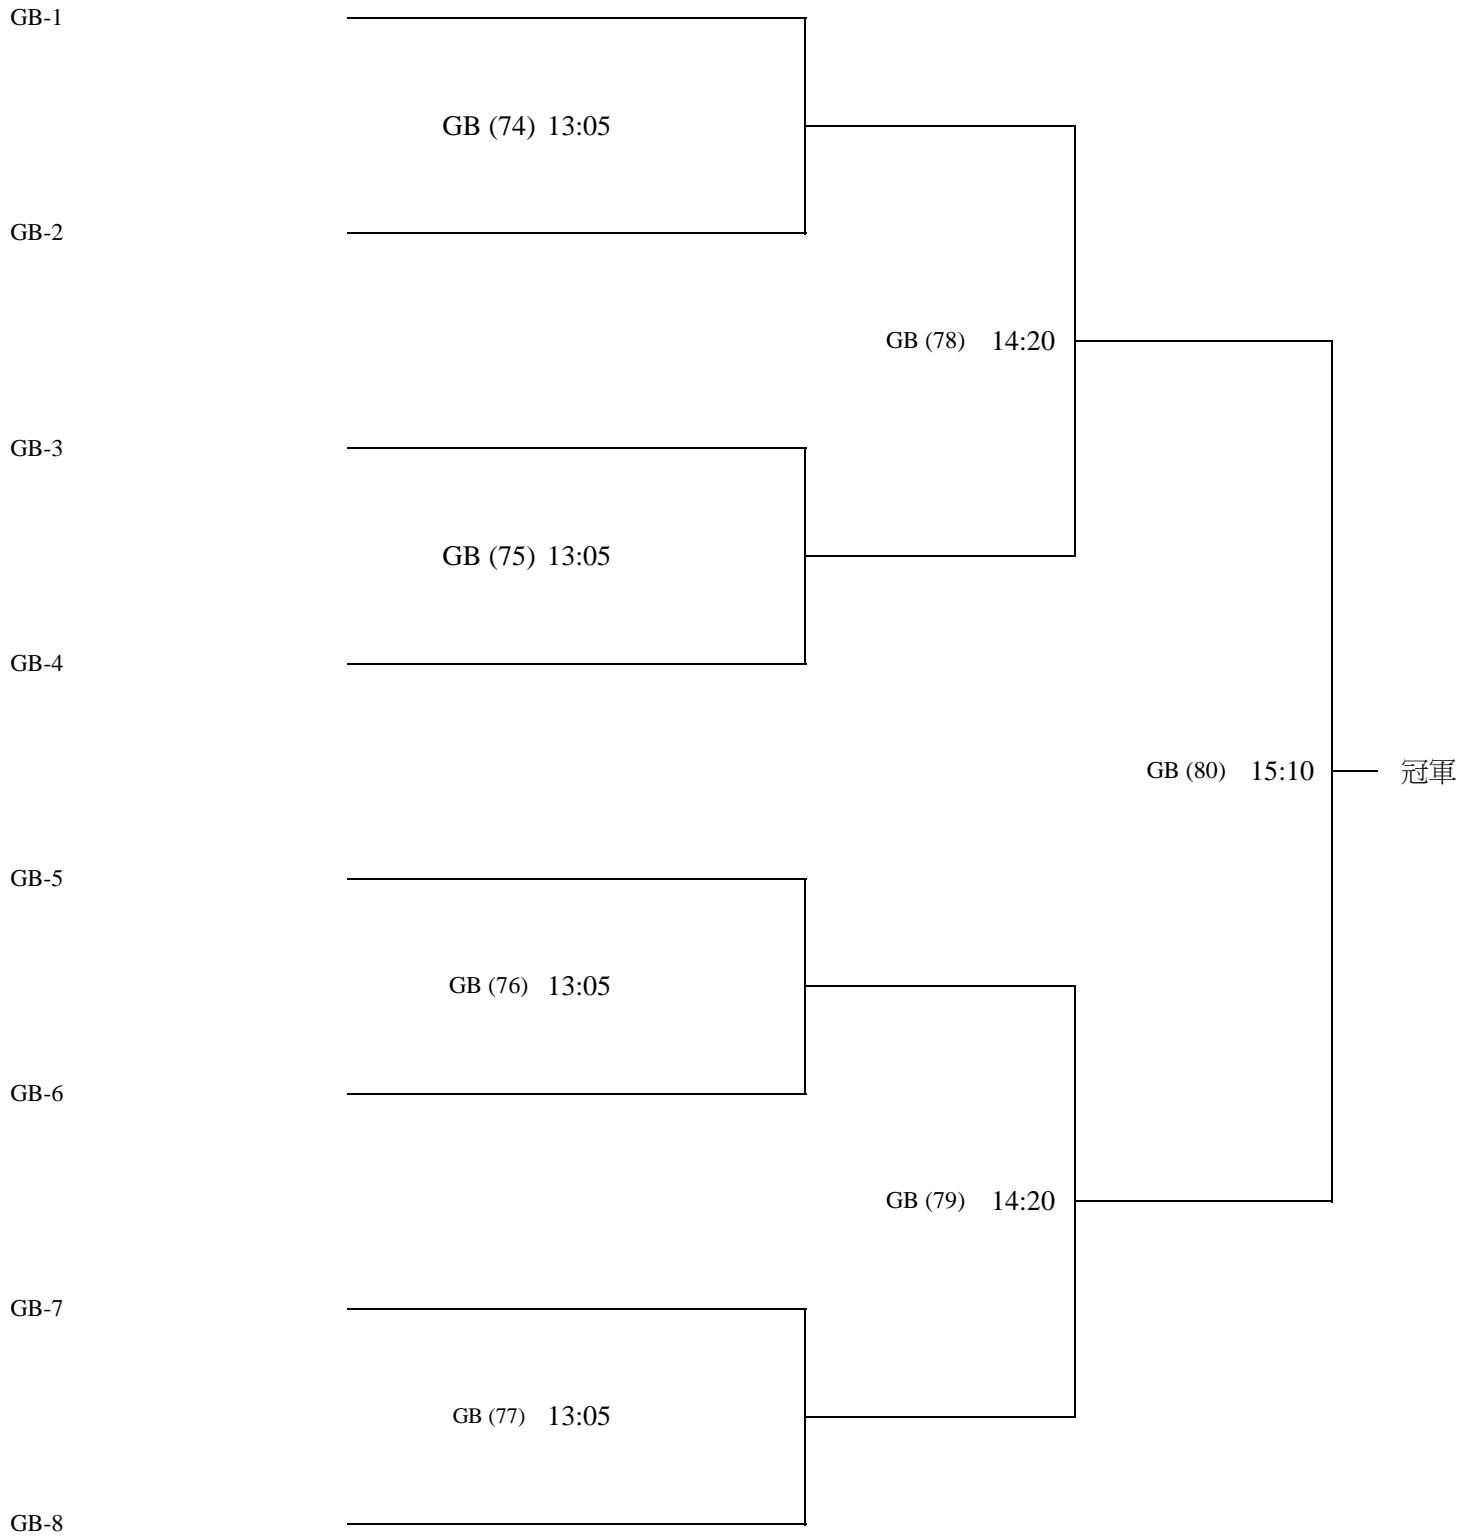 GB-1
GB (74) 13:05
GB-2
GB (78) 14:20
GB-3
GB (75) 13:05
GB-4
GB (80) 15:10 冠軍
GB-5
GB (76) 13:05
GB-6
GB (79) 14:20
GB-7
GB (77) 13:05
GB-8